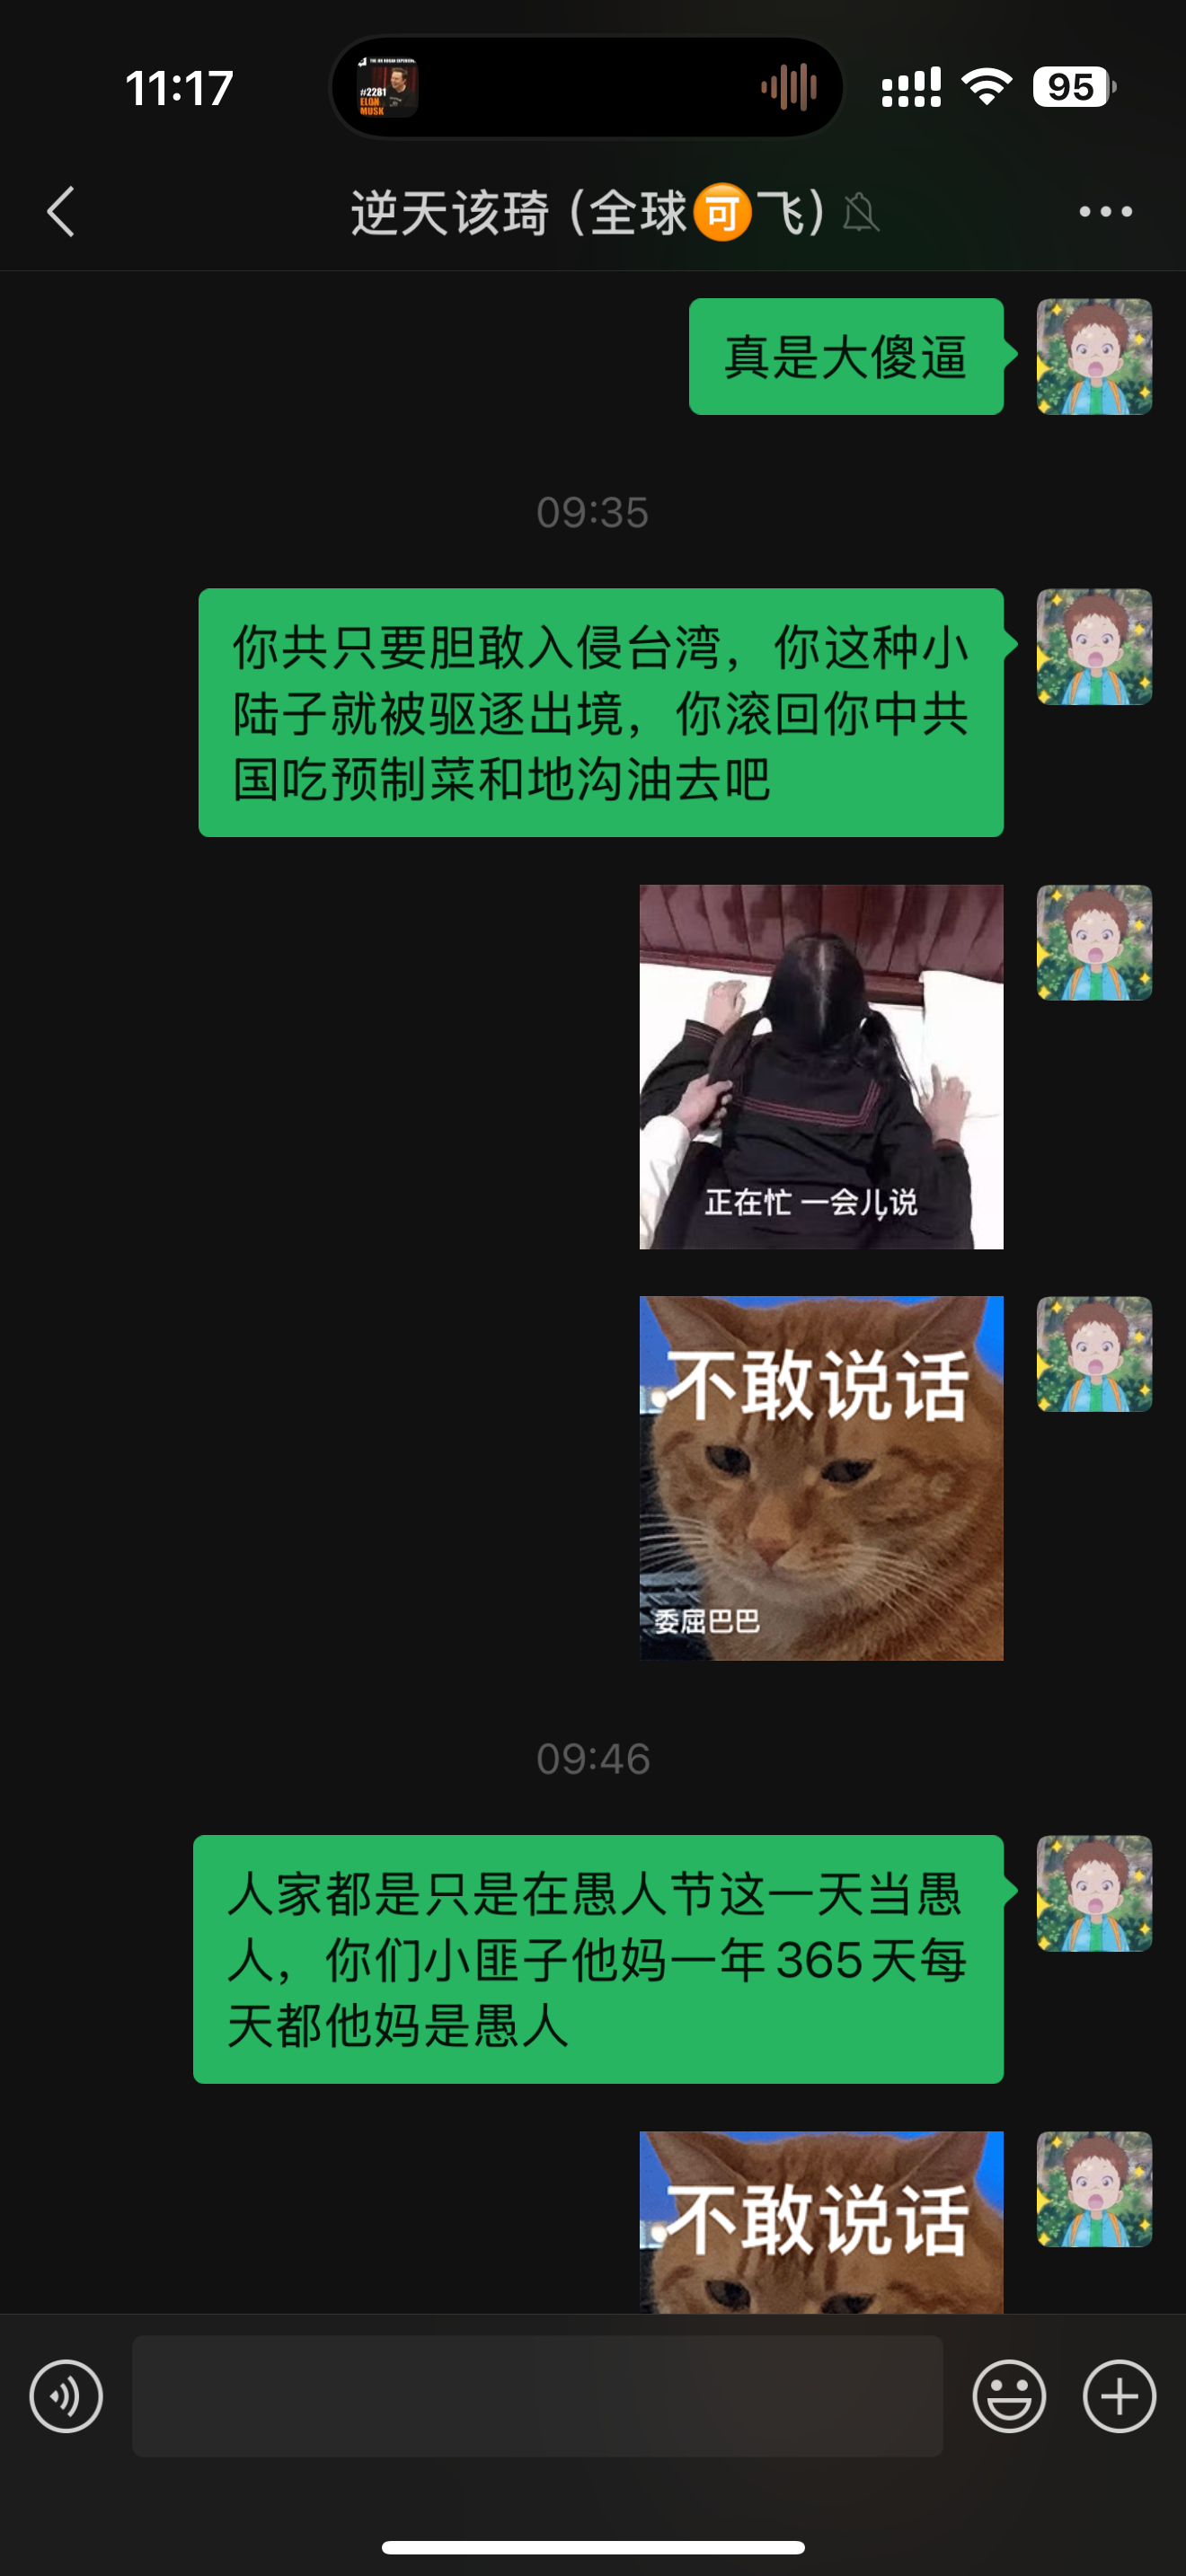 11:17
THE JOE ROGAN EXPERIENCE
#2281
ELON
MUSK
95
逆天该琦（全球🉑飞）
真是大傻逼
09:35
你共只要胆敢入侵台湾，你这种小
陆子就被驱逐出境，你滚回你中共
国吃预制菜和地沟油去吧
正在忙 一会儿说
不敢说话
委屈巴巴
09:46
人家都是只是在愚人节这一天当愚
人，你们小匪子他妈一年365天每
天都他妈是愚人
不敢说话